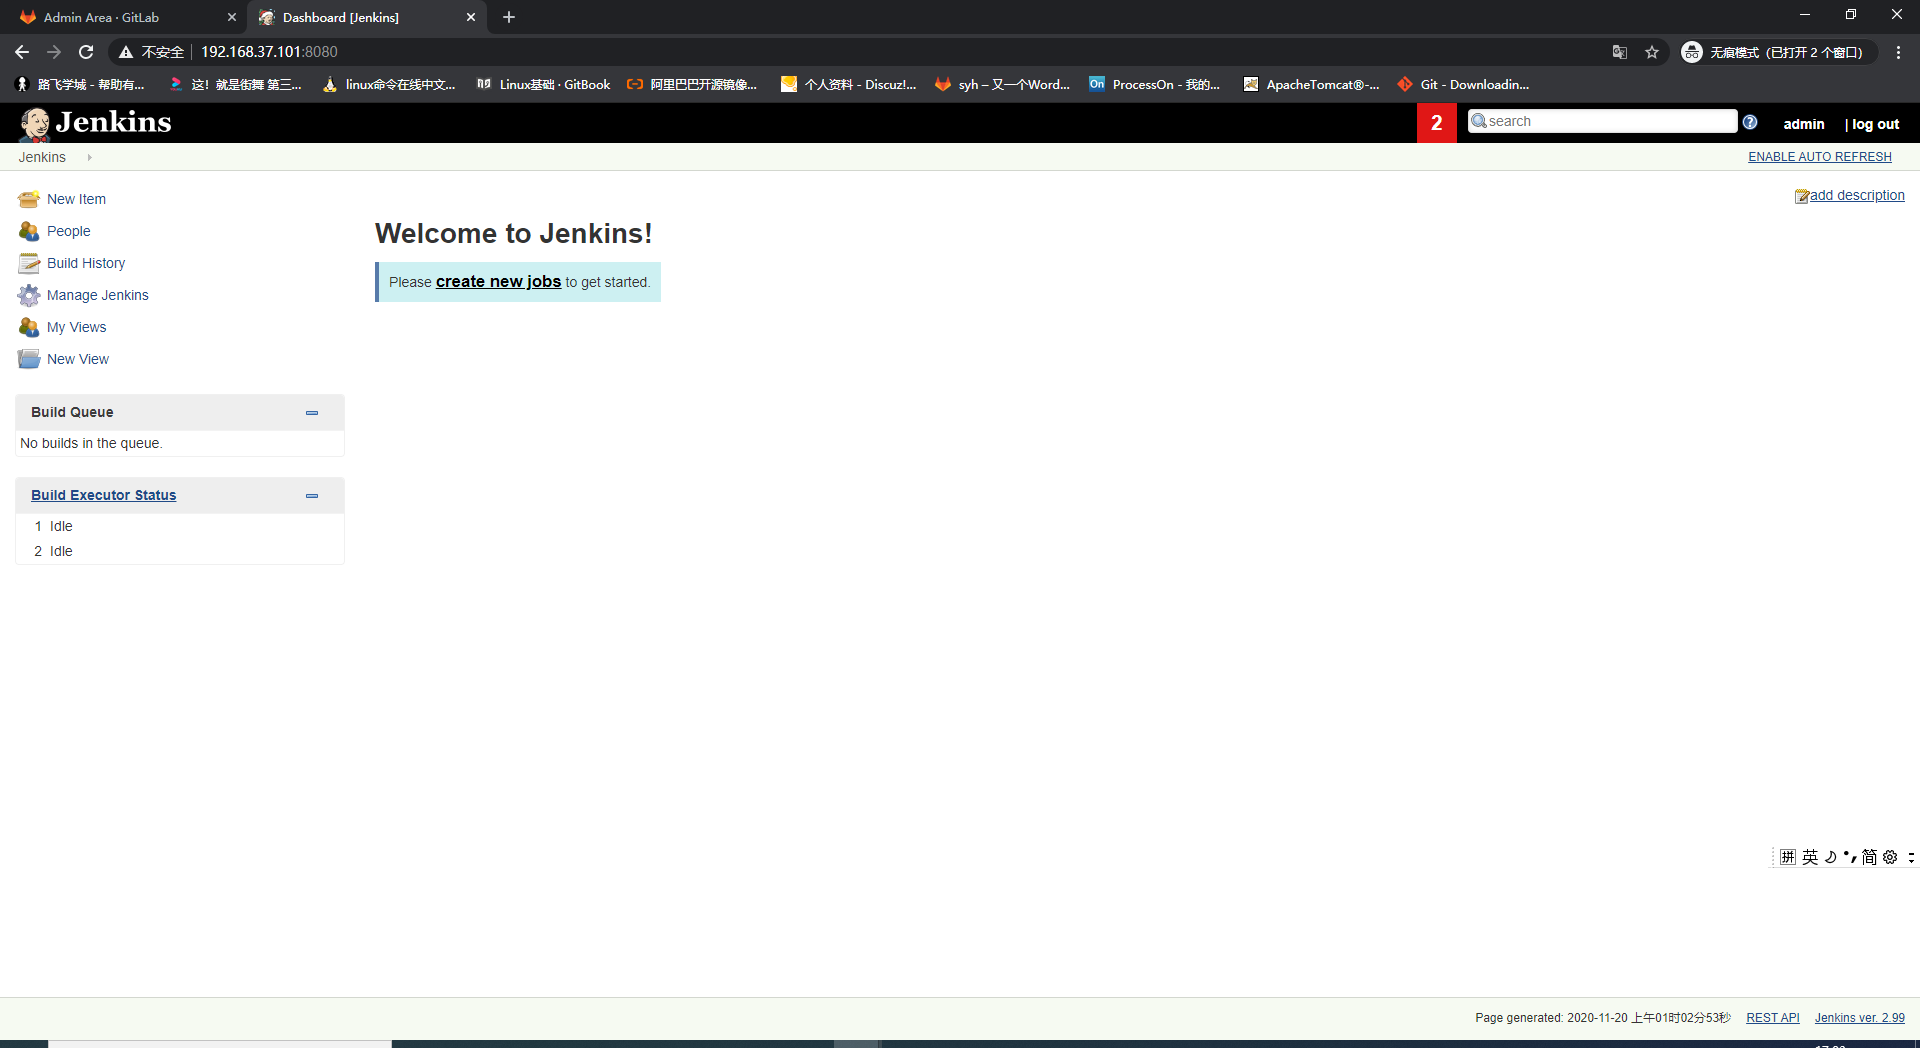 Admin Area · GitLab
Dashboard [Jenkins]
不安全 192.168.37.101:8080
无痕模式（已打开 2 个窗口）
路飞学城 - 帮助有...
这！就是街舞 第三...
linux命令在线中文...
Linux基础 · GitBook
阿里巴巴开源镜像...
个人资料 - Discuz!...
syh – 又一个Word...
ProcessOn - 我的...
ApacheTomcat®-...
Git - Downloadin...
Jenkins
2
search
admin
| log out
Jenkins
ENABLE AUTO REFRESH
New Item
People
Build History
Manage Jenkins
My Views
New View
add description
Welcome to Jenkins!
Please create new jobs to get started.
Build Queue
No builds in the queue.
Build Executor Status
1 Idle
2 Idle
拼 英 简
Page generated: 2020-11-20 上午01时02分53秒
REST API
Jenkins ver. 2.99